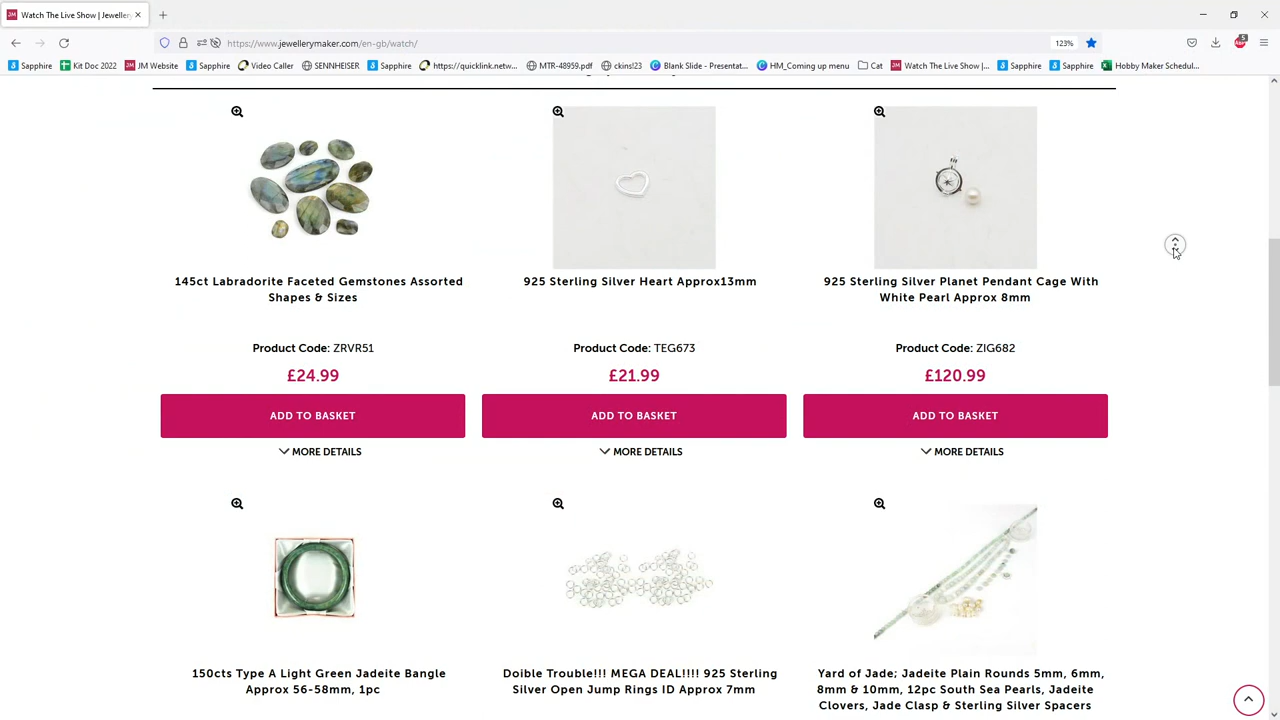 Watch The Live Show | Jeweller
https://www.jewellerymaker.com/en-gb/watch/
123%
Sapphire
Kit Doc 2022
JM Website
Sapphire
Video Caller
SENNHEISER
Sapphire
https://quicklink.netw...
MTR-48959.pdf
ckins!23
Blank Slide - Presentat...
HM_Coming up menu
Cat
Watch The Live Show |...
Sapphire
Sapphire
Hobby Maker Schedul...
145ct Labradorite Faceted Gemstones Assorted
Shapes & Sizes
Product Code: ZRVR51
£24.99
ADD TO BASKET
MORE DETAILS
925 Sterling Silver Heart Approx13mm
Product Code: TEG673
£21.99
ADD TO BASKET
MORE DETAILS
925 Sterling Silver Planet Pendant Cage With
White Pearl Approx 8mm
Product Code: ZIG682
£120.99
ADD TO BASKET
MORE DETAILS
150cts Type A Light Green Jadeite Bangle
Approx 56-58mm, 1pc
Doible Trouble!!! MEGA DEAL!!!! 925 Sterling
Silver Open Jump Rings ID Approx 7mm
Yard of Jade; Jadeite Plain Rounds 5mm, 6mm,
8mm & 10mm, 12pc South Sea Pearls, Jadeite
Clovers, Jade Clasp & Sterling Silver Spacers